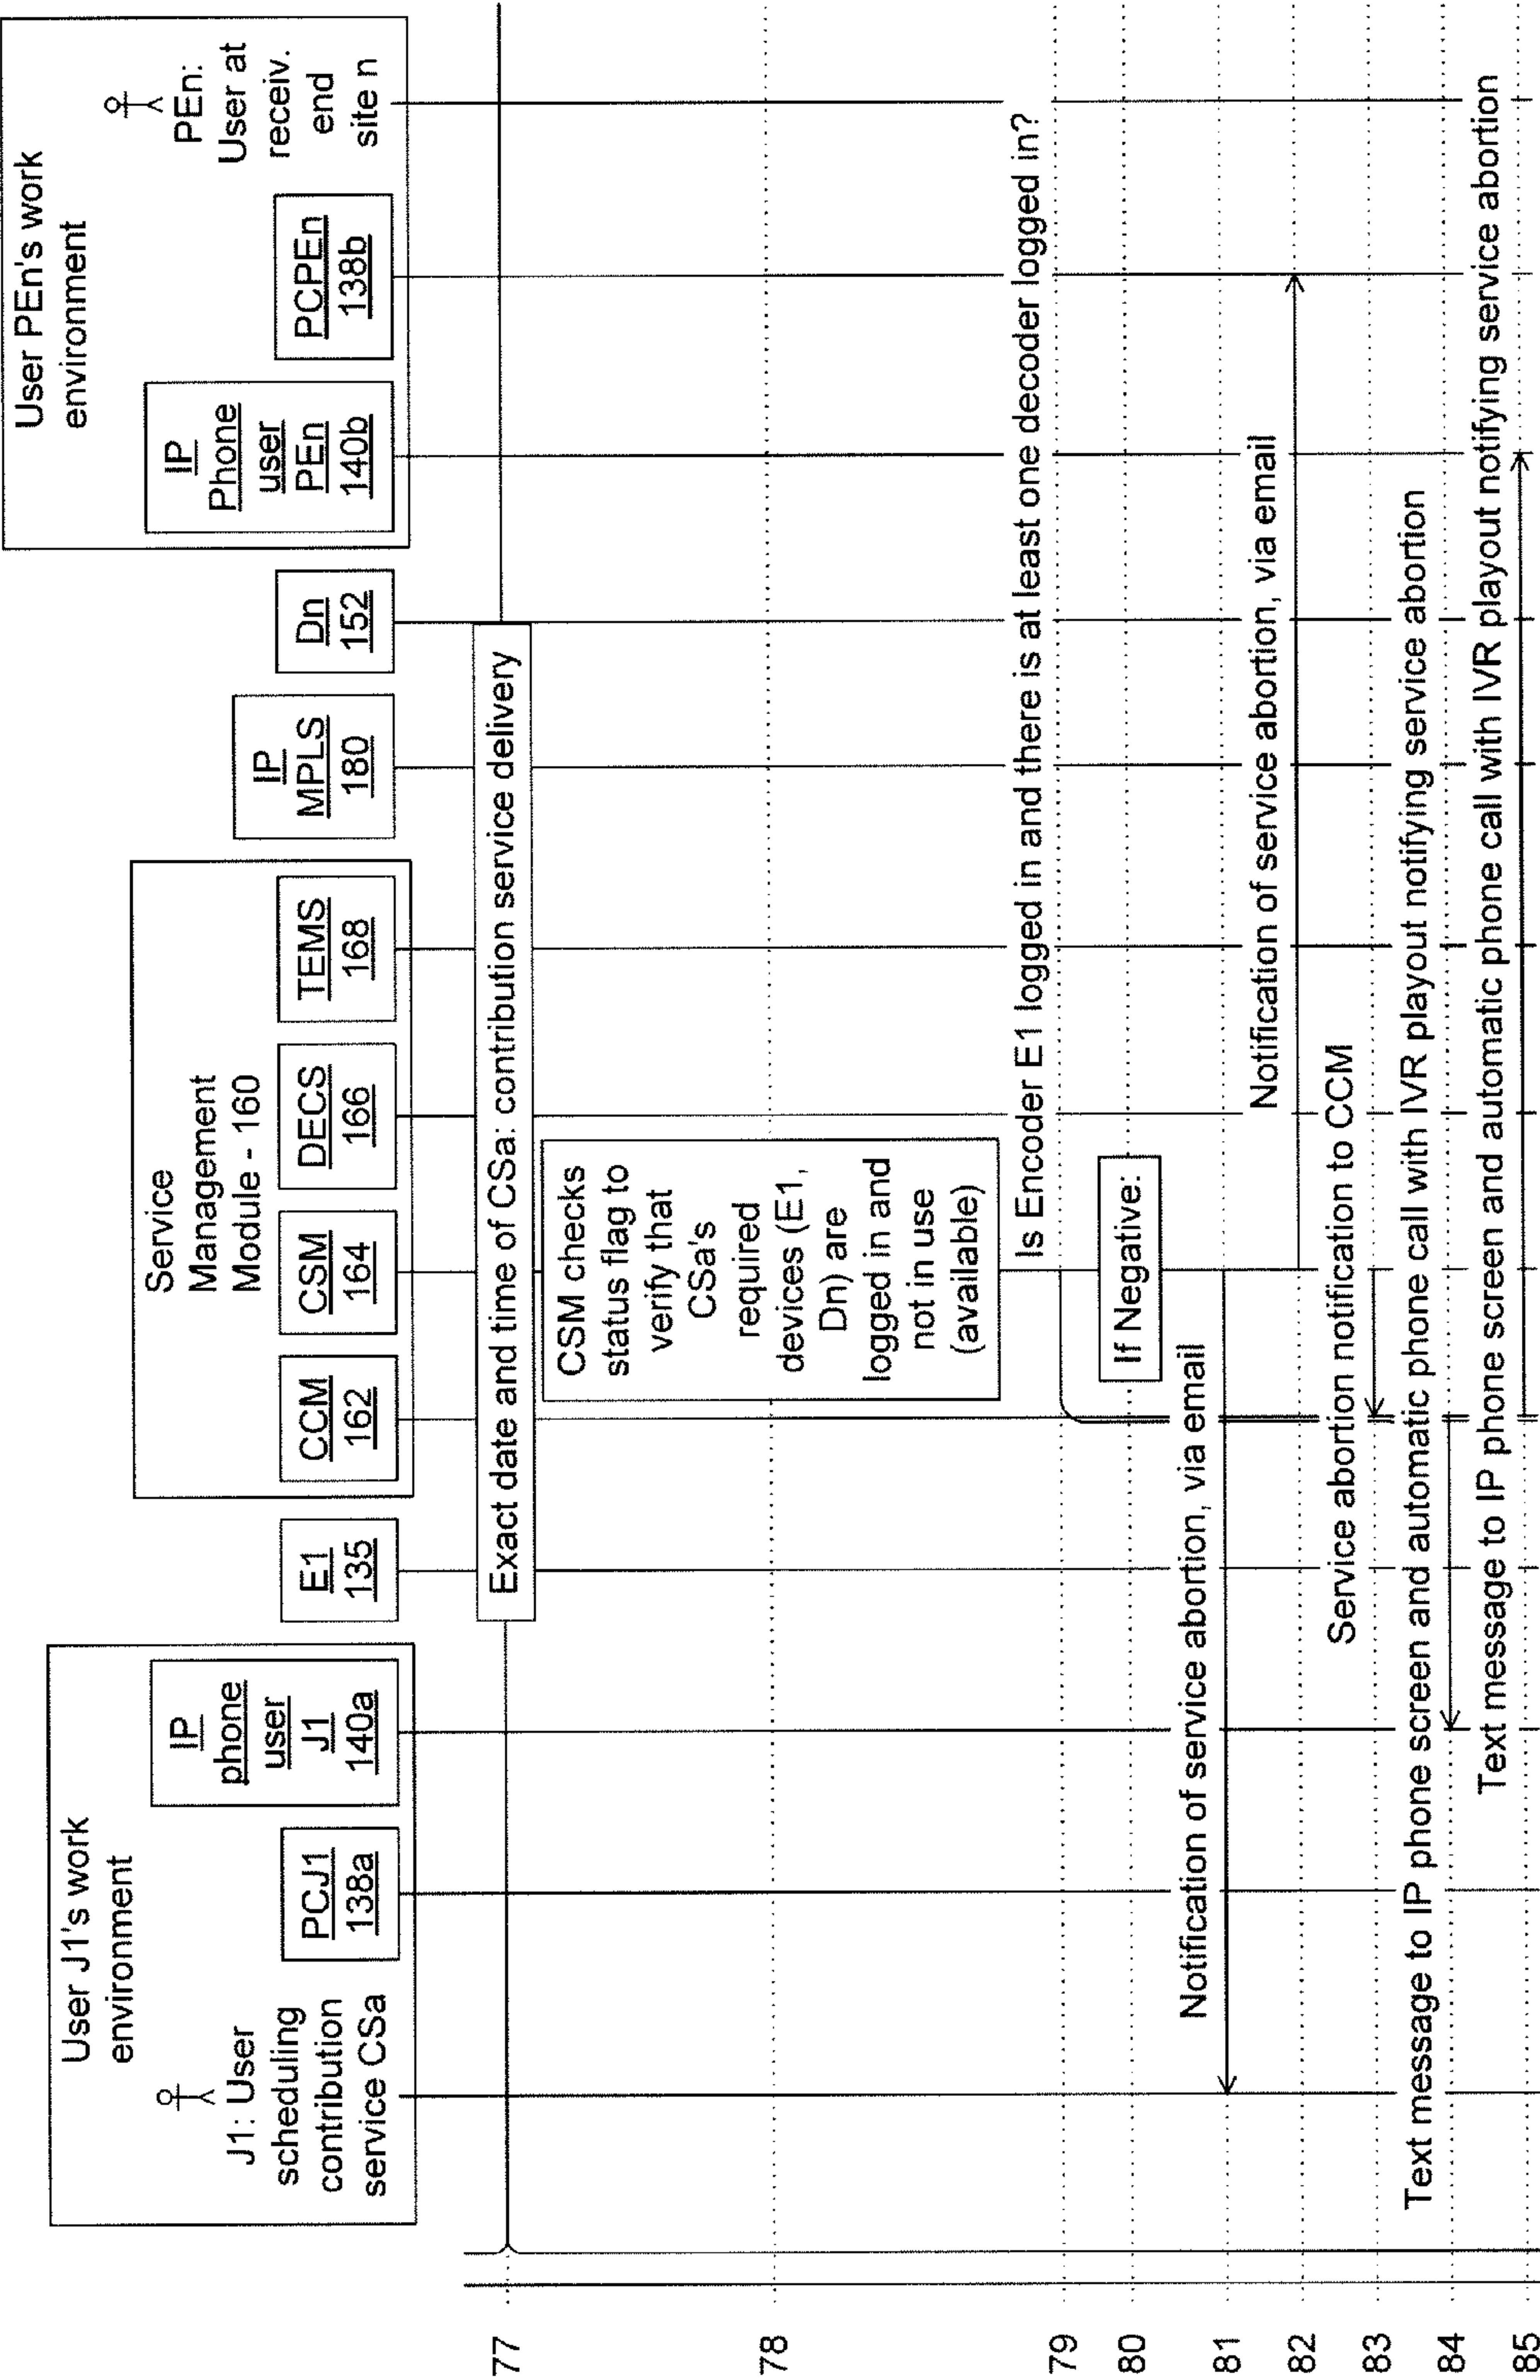 User J1's work
environment
J1: User
scheduling
contribution
service CSa
PCJ1
138a
IP
phone
user
J1
140a
E1
135
Service
Management
Module - 160
CCM
162
CSM
164
DECS
166
TEMS
168
IP
MPLS
180
Dn
152
User PEn's work
environment
IP
Phone
user
PEn
140b
PCPEn
138b
PEn:
User at
receiv.
end
site n
77
Exact date and time of CSa: contribution service delivery
78
CSM checks
status flag to
verify that
CSa's
required
devices (E1,
Dn) are
logged in and
not in use
(available)
79
Is Encoder E1 logged in and there is at least one decoder logged in?
80
If Negative:
81
Notification of service abortion, via email
82
Notification of service abortion, via email
83
Service abortion notification to CCM
84
Text message to IP phone screen and automatic phone call with IVR playout notifying service abortion
85
Text message to IP phone screen and automatic phone call with IVR playout notifying service abortion